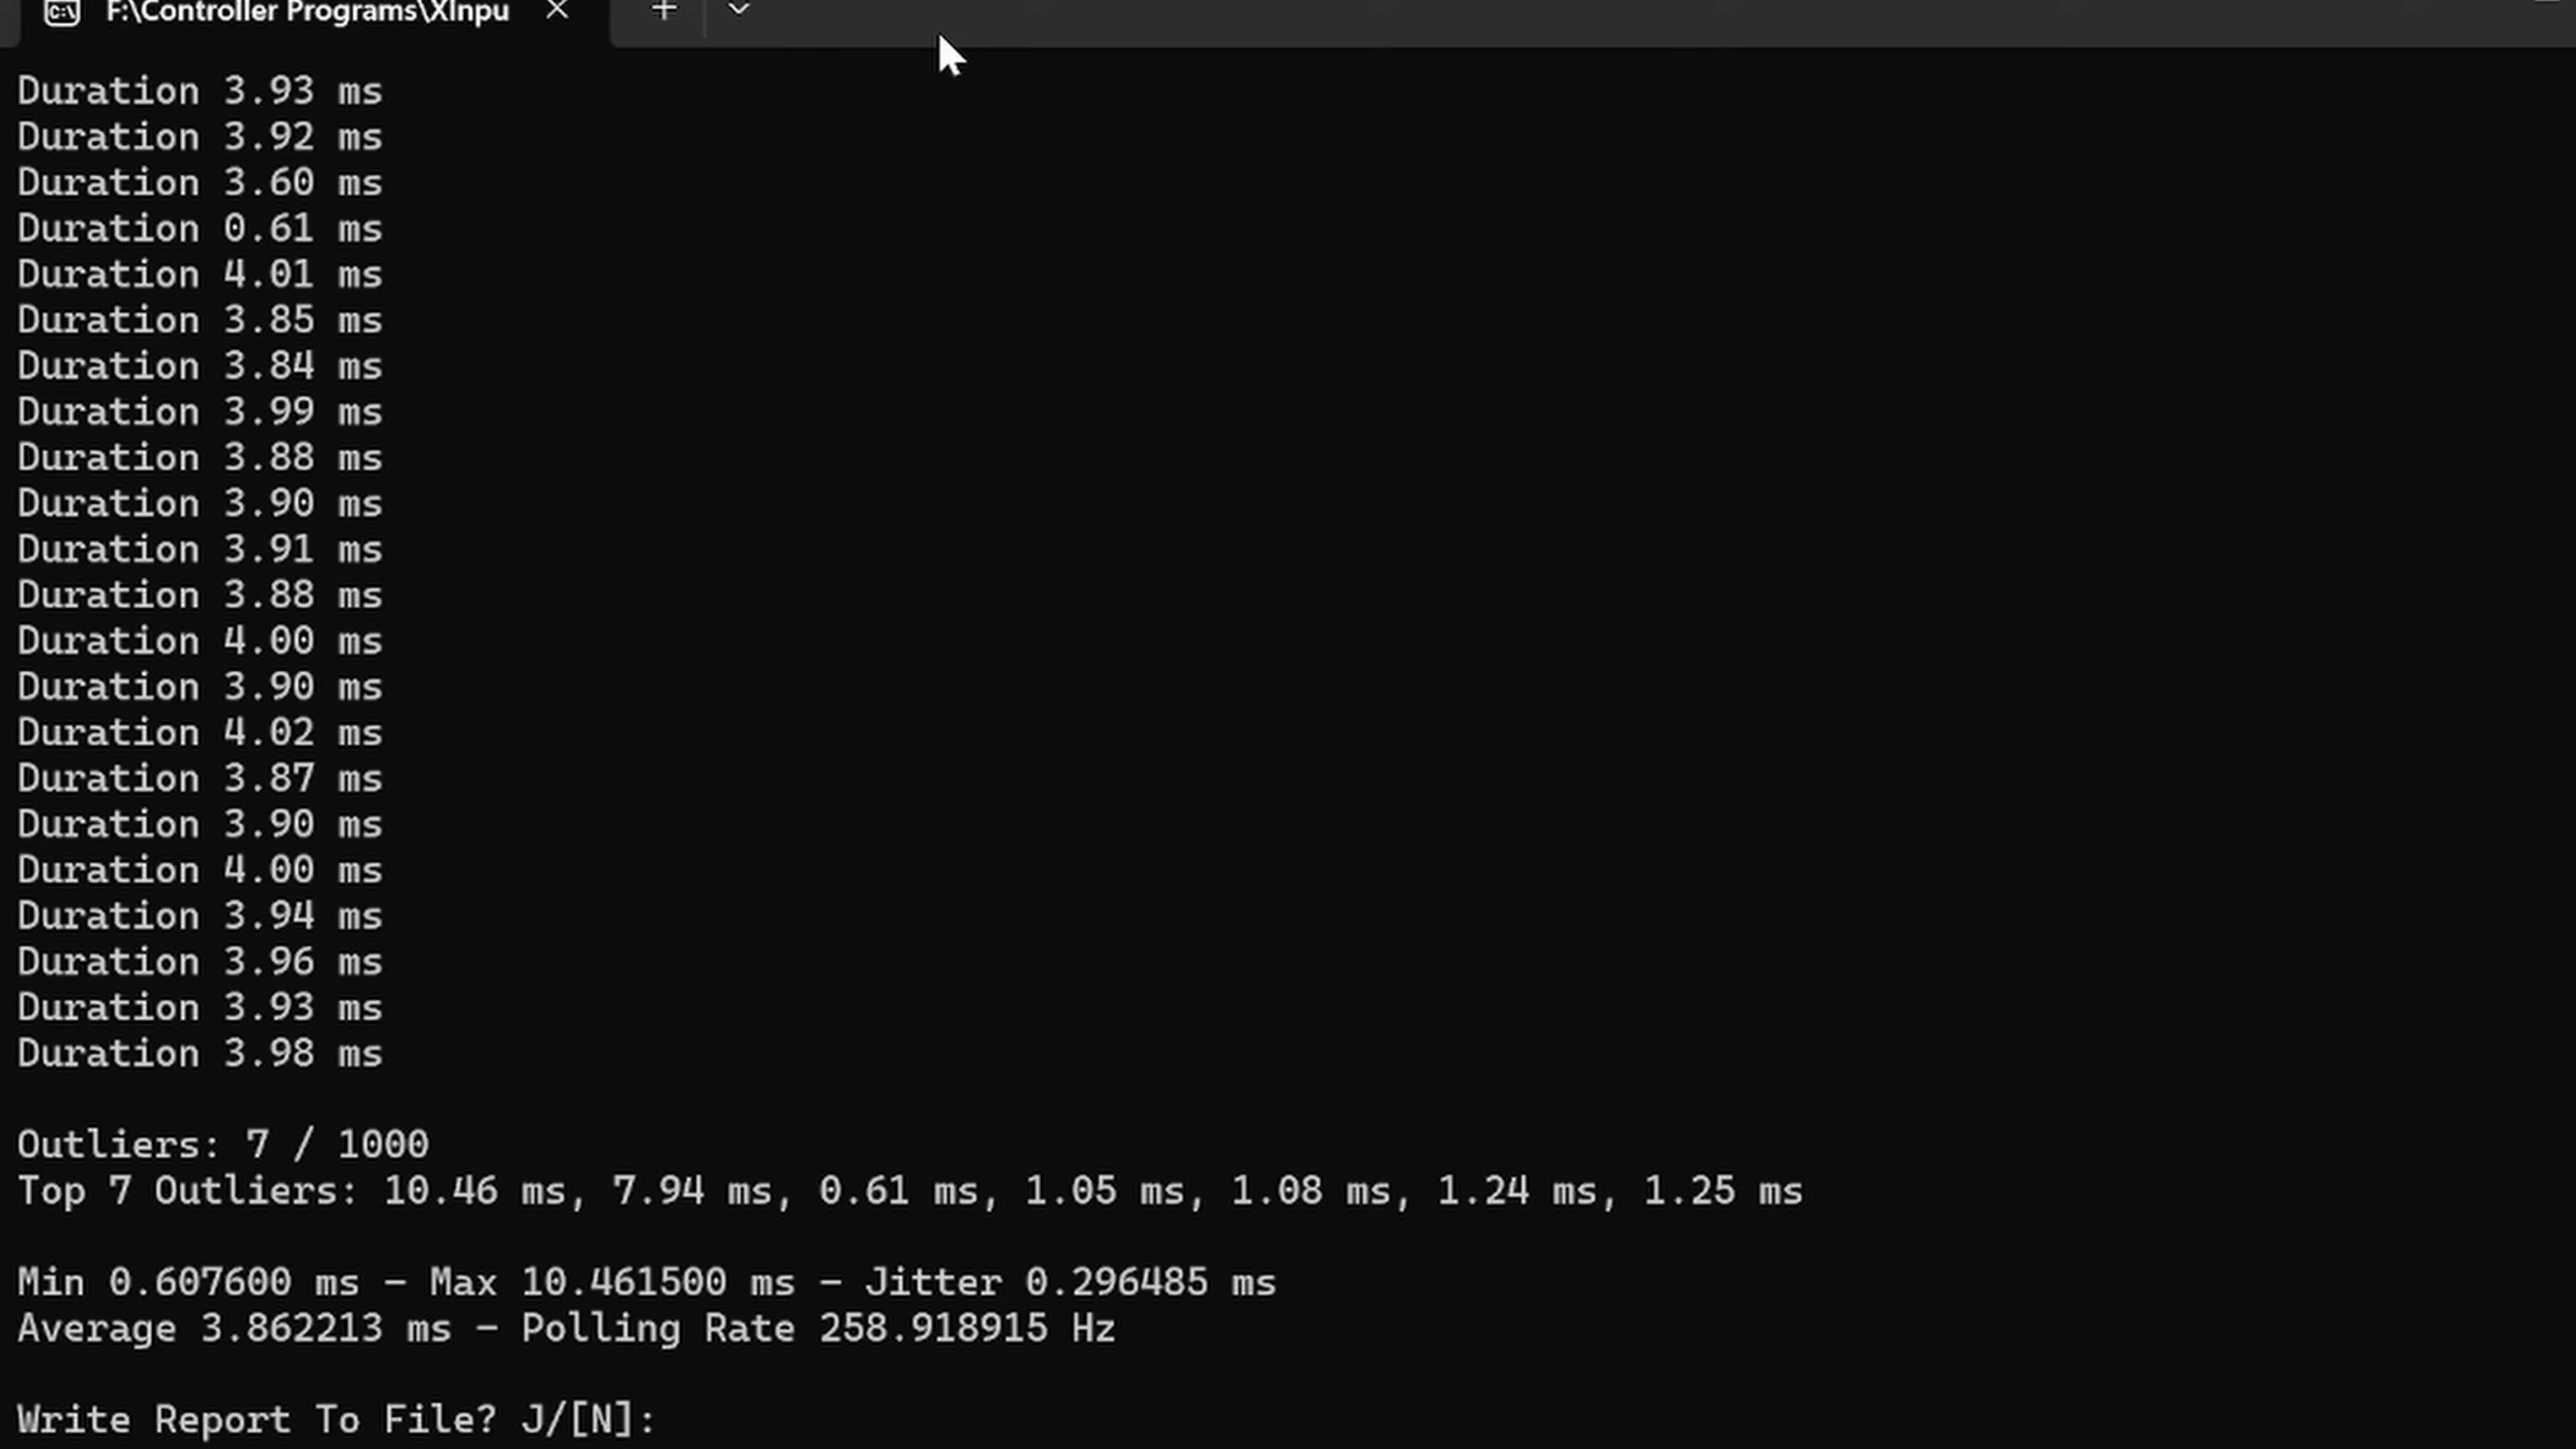 F:\Controller Programs\XInpu
Duration 3.93 ms
Duration 3.92 ms
Duration 3.60 ms
Duration 0.61 ms
Duration 4.01 ms
Duration 3.85 ms
Duration 3.84 ms
Duration 3.99 ms
Duration 3.88 ms
Duration 3.90 ms
Duration 3.91 ms
Duration 3.88 ms
Duration 4.00 ms
Duration 3.90 ms
Duration 4.02 ms
Duration 3.87 ms
Duration 3.90 ms
Duration 4.00 ms
Duration 3.94 ms
Duration 3.96 ms
Duration 3.93 ms
Duration 3.98 ms
Outliers: 7 / 1000
Top 7 Outliers: 10.46 ms, 7.94 ms, 0.61 ms, 1.05 ms, 1.08 ms, 1.24 ms, 1.25 ms
Min 0.607600 ms – Max 10.461500 ms – Jitter 0.296485 ms
Average 3.862213 ms – Polling Rate 258.918915 Hz
Write Report To File? J/[N]: